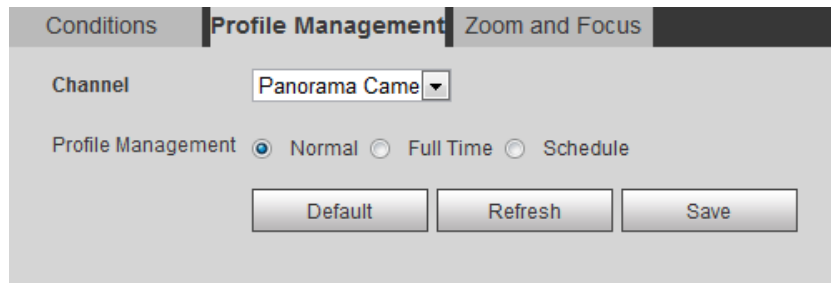 Conditions Profile Management Zoom and Focus
Channel Panorama Came
Profile Management Normal Full Time Schedule
Default Refresh Save